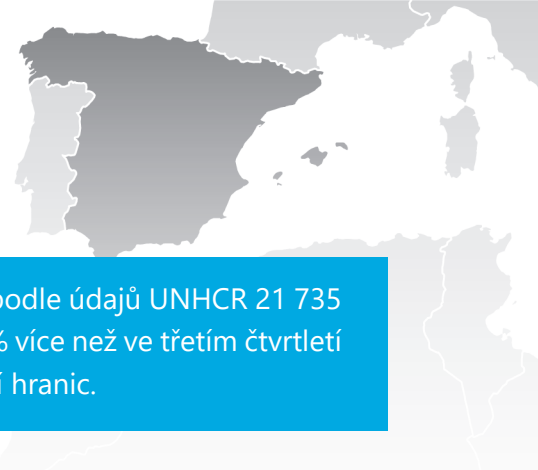 podle údajů UNHCR 21 735
% více než ve třetím čtvrtletí
í hranic.